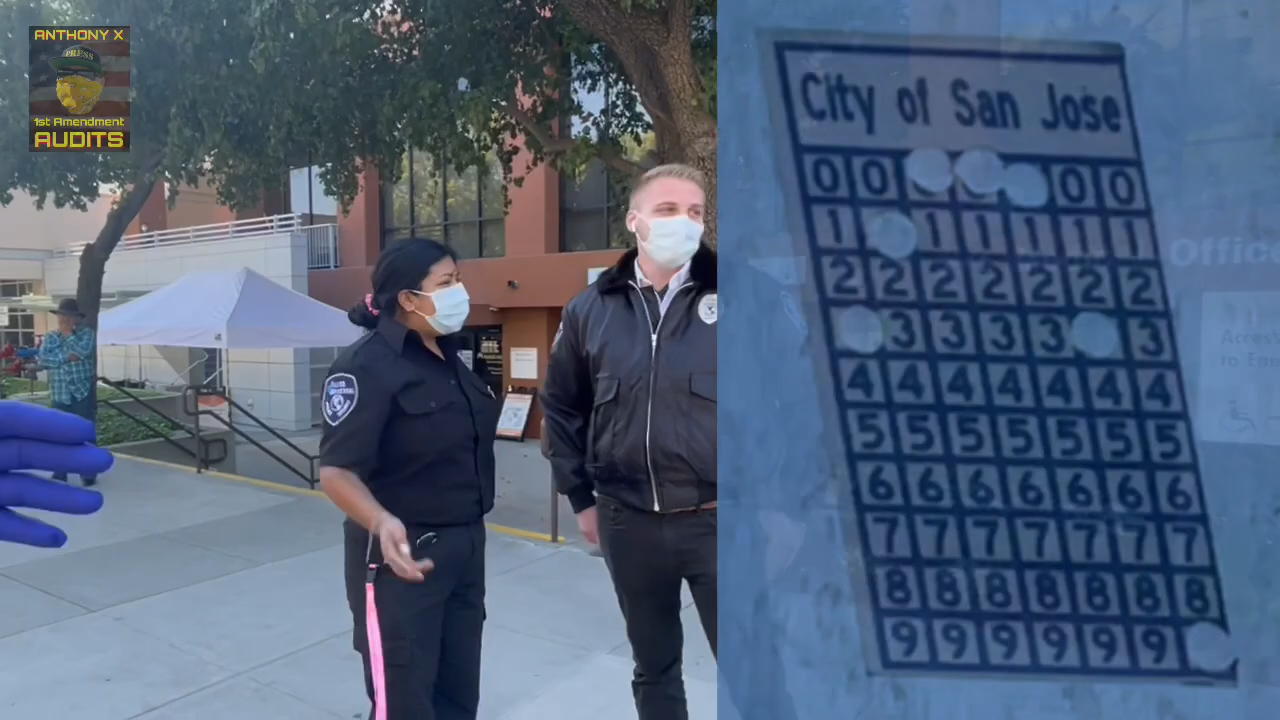 ANTHONY X
PRESS
1st Amendment
AUDITS
City of San Jose
0 0 0 0
1 1 1 1 1 1
2 2 2 2 2 2 2
3 3 3 3 3
4 4 4 4 4 4 4
5 5 5 5 5 5 5
6 6 6 6 6 6 6
7 7 7 7 7 7 7
8 8 8 8 8 8 8
9 9 9 9 9 9
Office